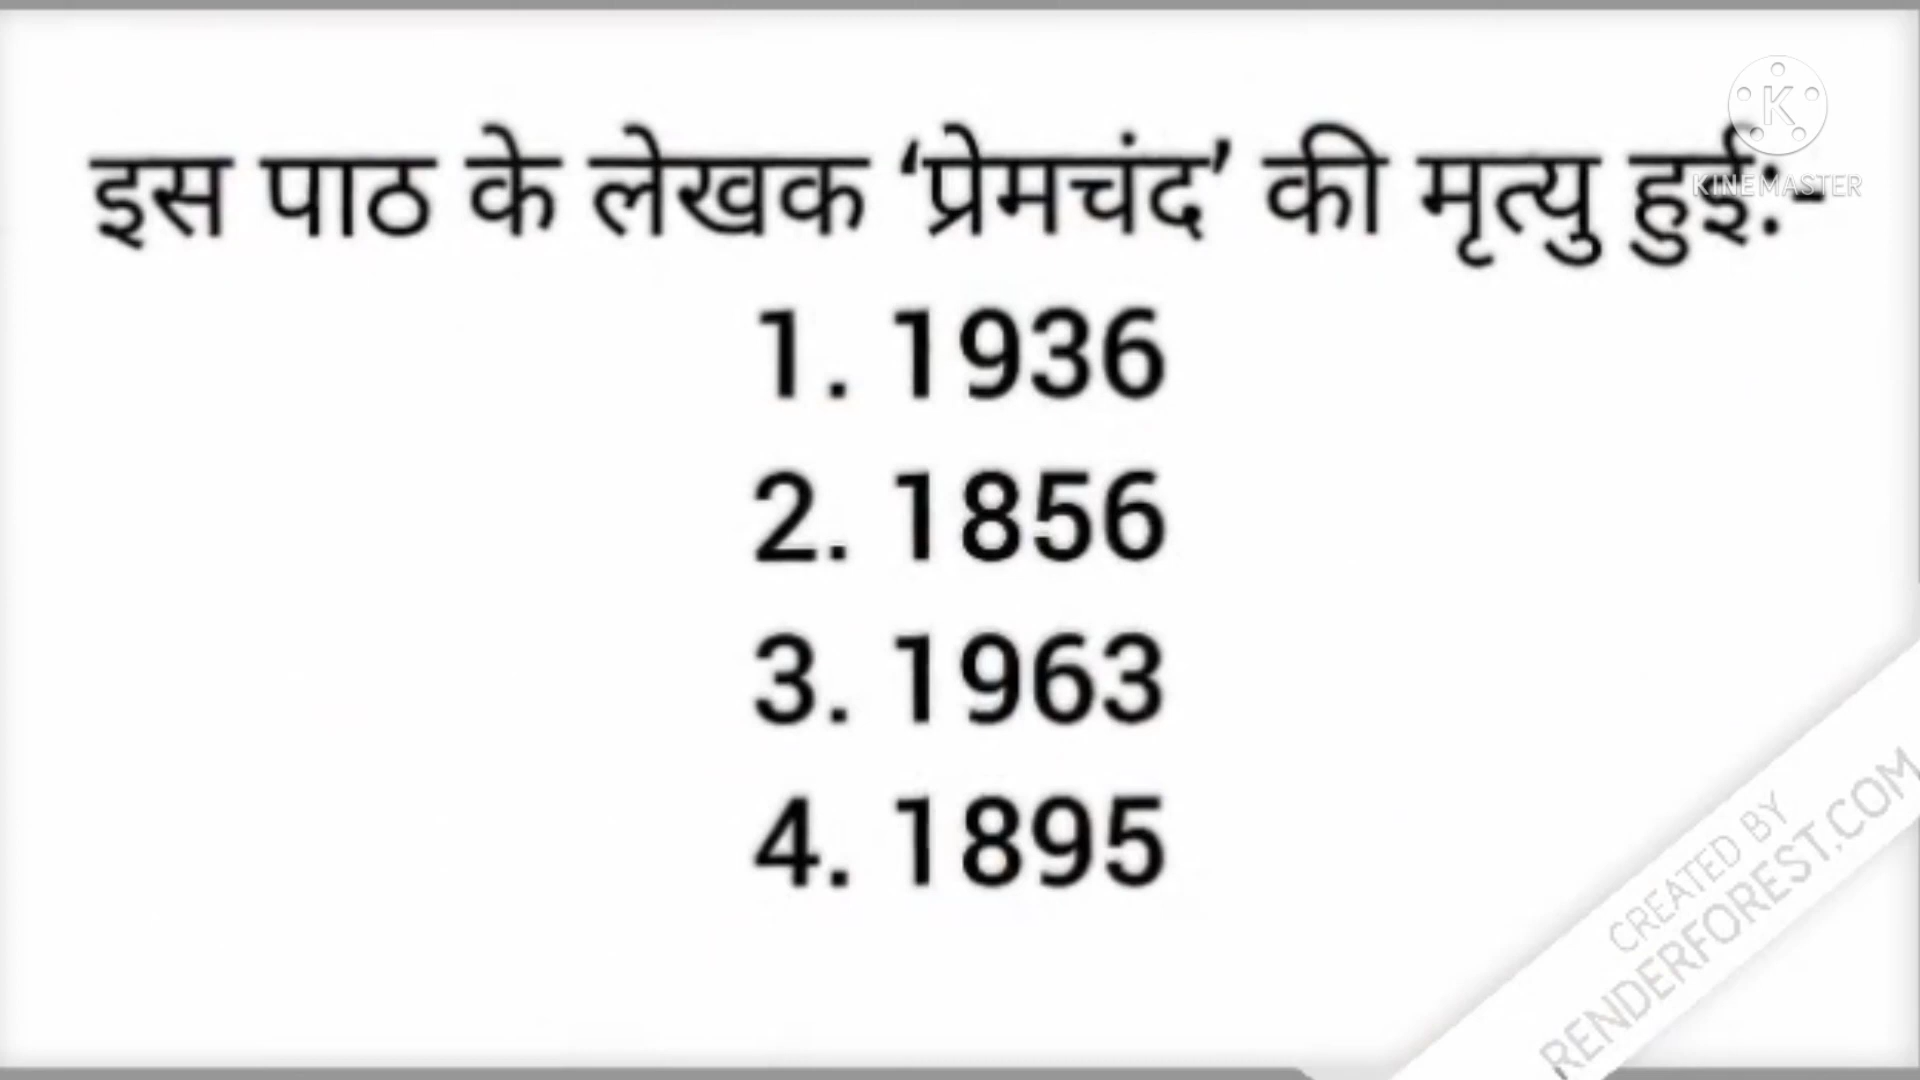 इस पाठ के लेखक ‘प्रेमचंद’ की मृत्यु हुई:-
1. 1936
2. 1856
3. 1963
4. 1895
K
KINEMASTER
CREATED BY
RENDERFOREST.COM